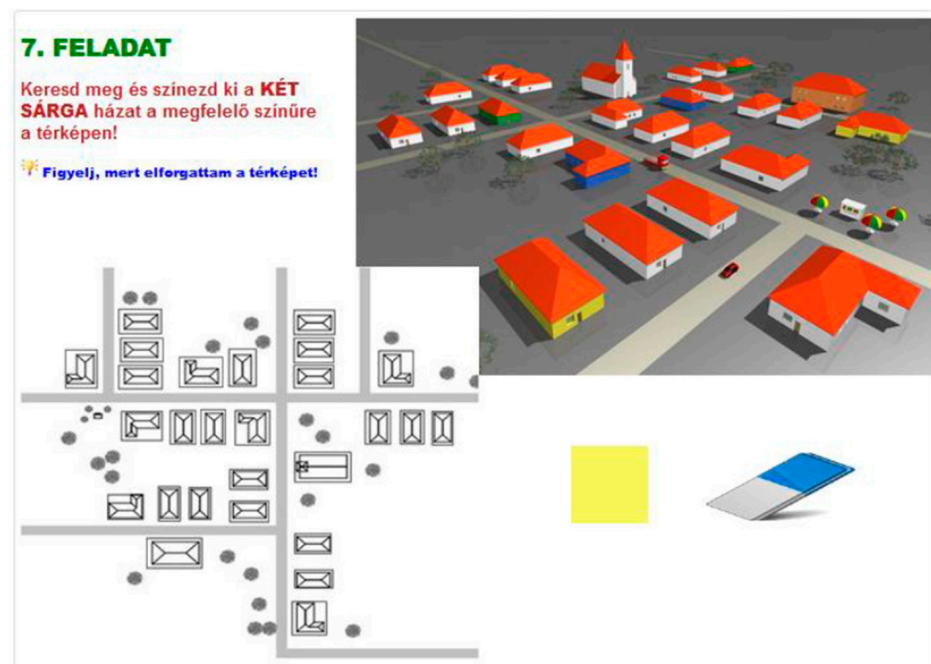 7. FELADAT
Keresd meg és színezd ki a KÉT
SÁRGA házat a megfelelő színűre
a térképen!
Figyelj, mert elforgattam a térképet!